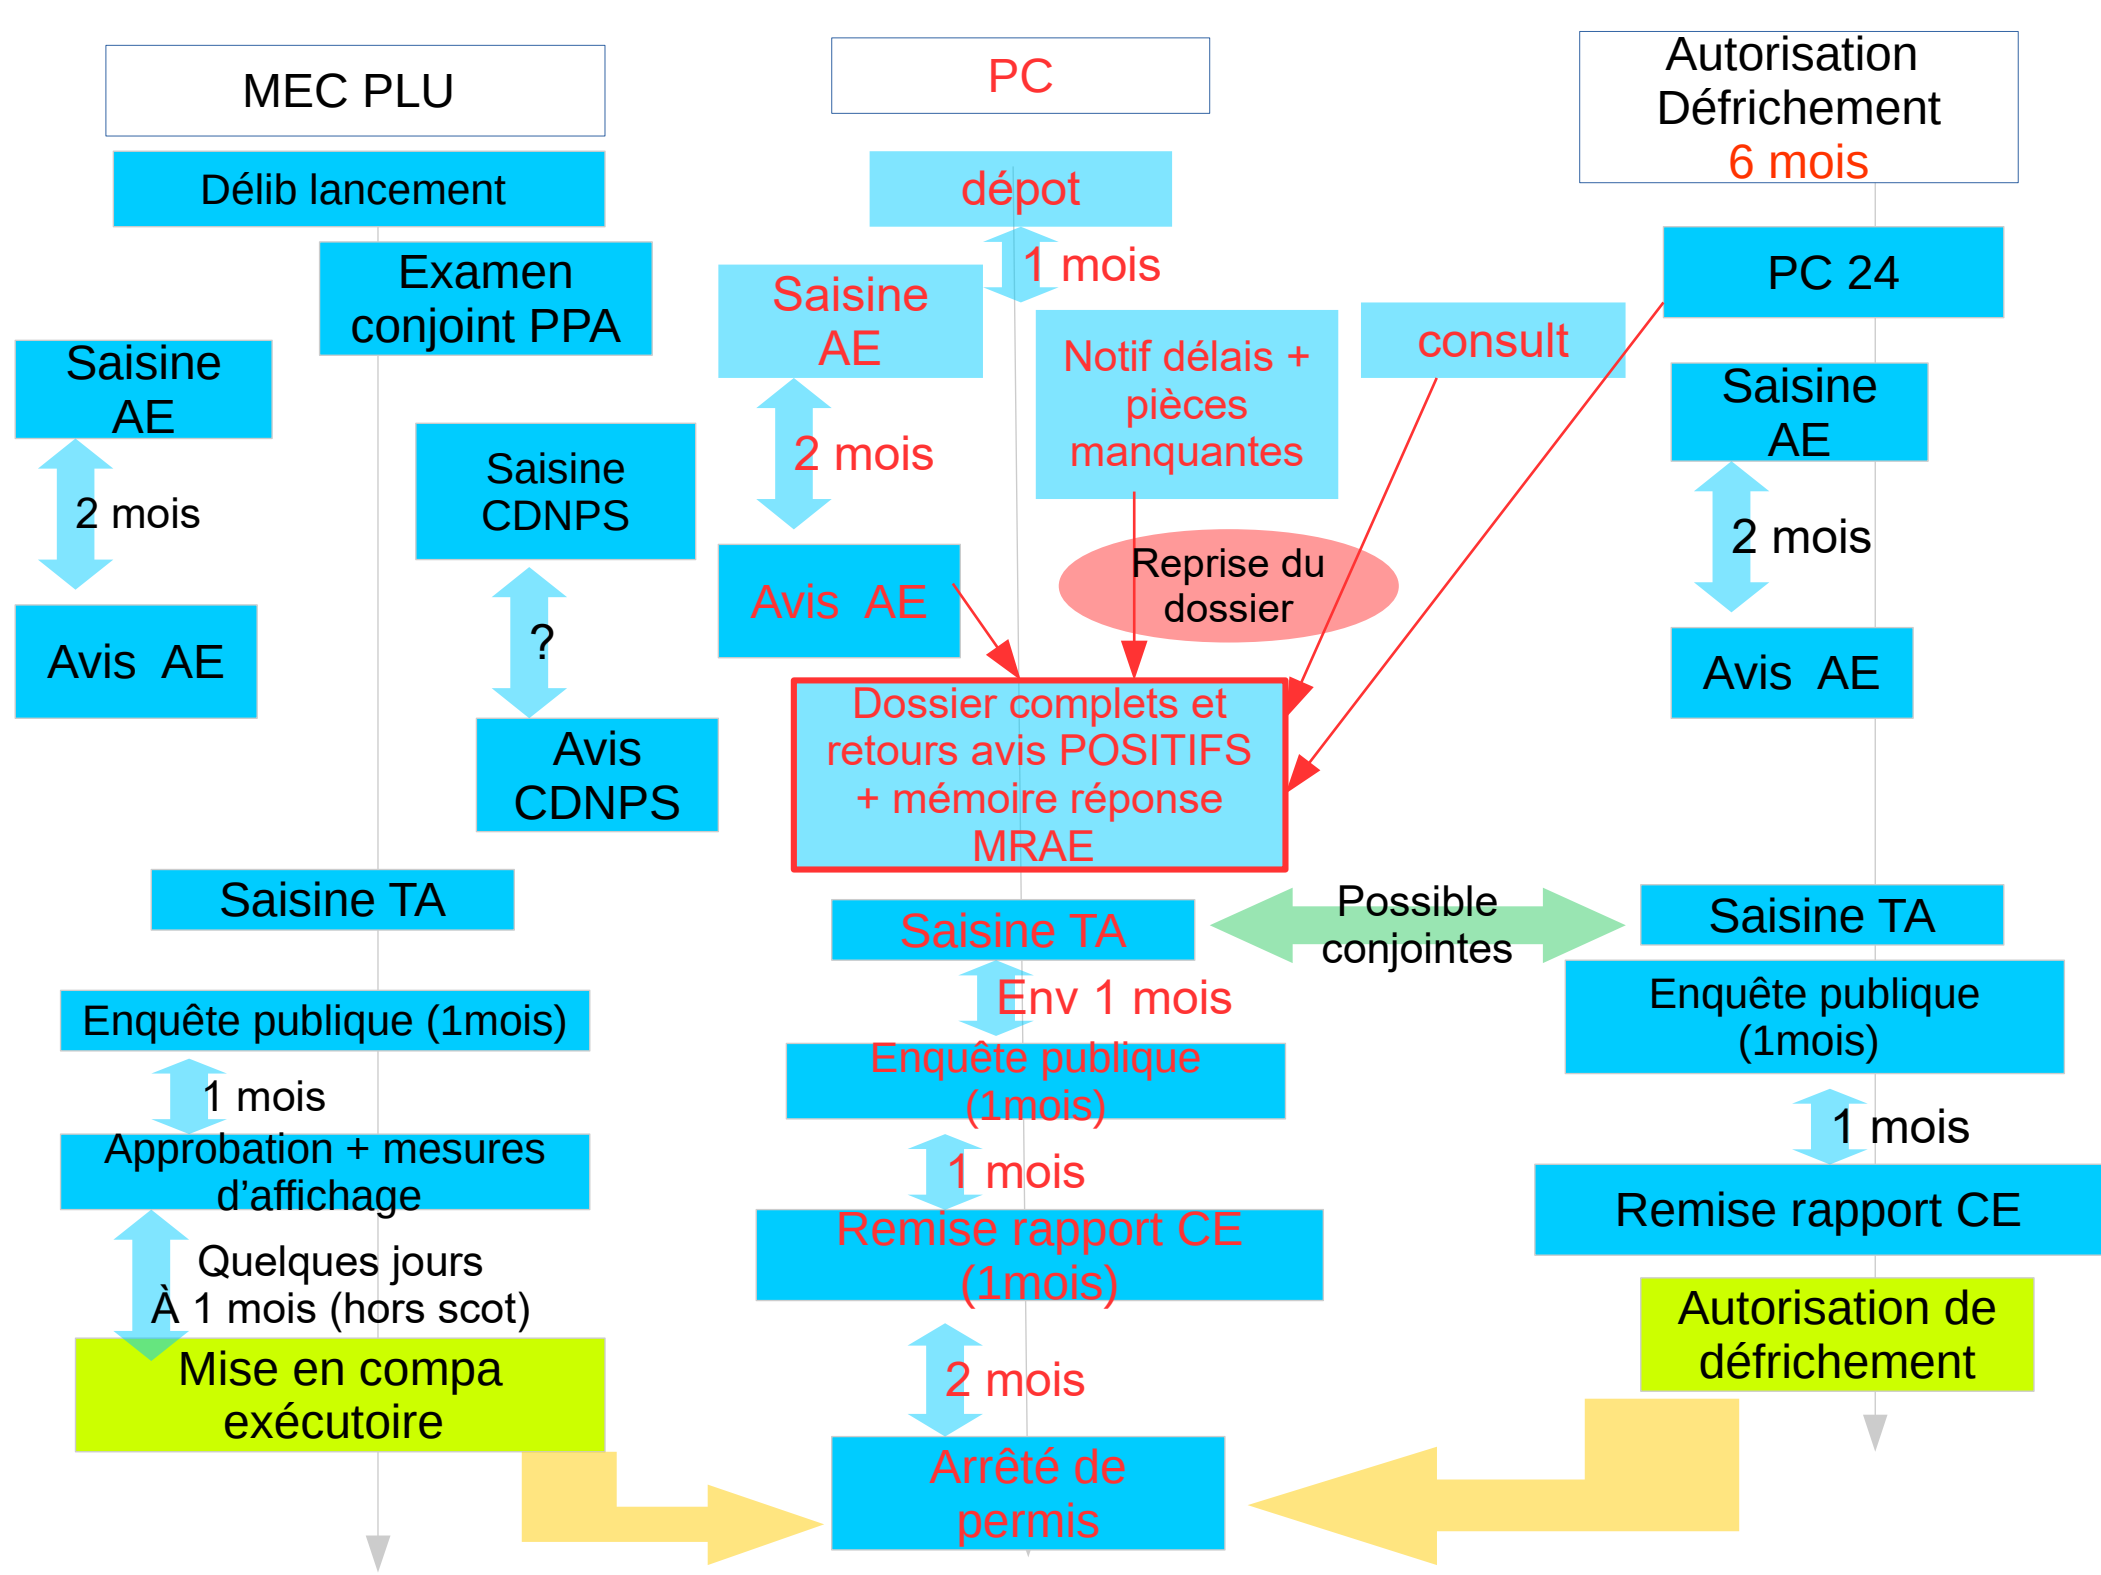 MEC PLU
Délib lancement
Examen
conjoint PPA
Saisine
AE
2 mois
Avis  AE
Saisine
CDNPS
?
Avis
CDNPS
Saisine TA
Enquête publique (1mois)
1 mois
Approbation + mesures
d’affichage
Quelques jours
À 1 mois (hors scot)
Mise en compa
exécutoire
PC
dépot
1 mois
Saisine
AE
2 mois
Avis  AE
Notif délais +
pièces
manquantes
consult
Reprise du
dossier
Dossier complets et
retours avis POSITIFS
+ mémoire réponse
MRAE
Saisine TA
Env 1 mois
Enquête publique
(1mois)
1 mois
Remise rapport CE
(1mois)
2 mois
Arrêté de
permis
Possible
conjointes
Autorisation
Défrichement
6 mois
PC 24
Saisine
AE
2 mois
Avis  AE
Saisine TA
Enquête publique
(1mois)
1 mois
Remise rapport CE
Autorisation de
défrichement